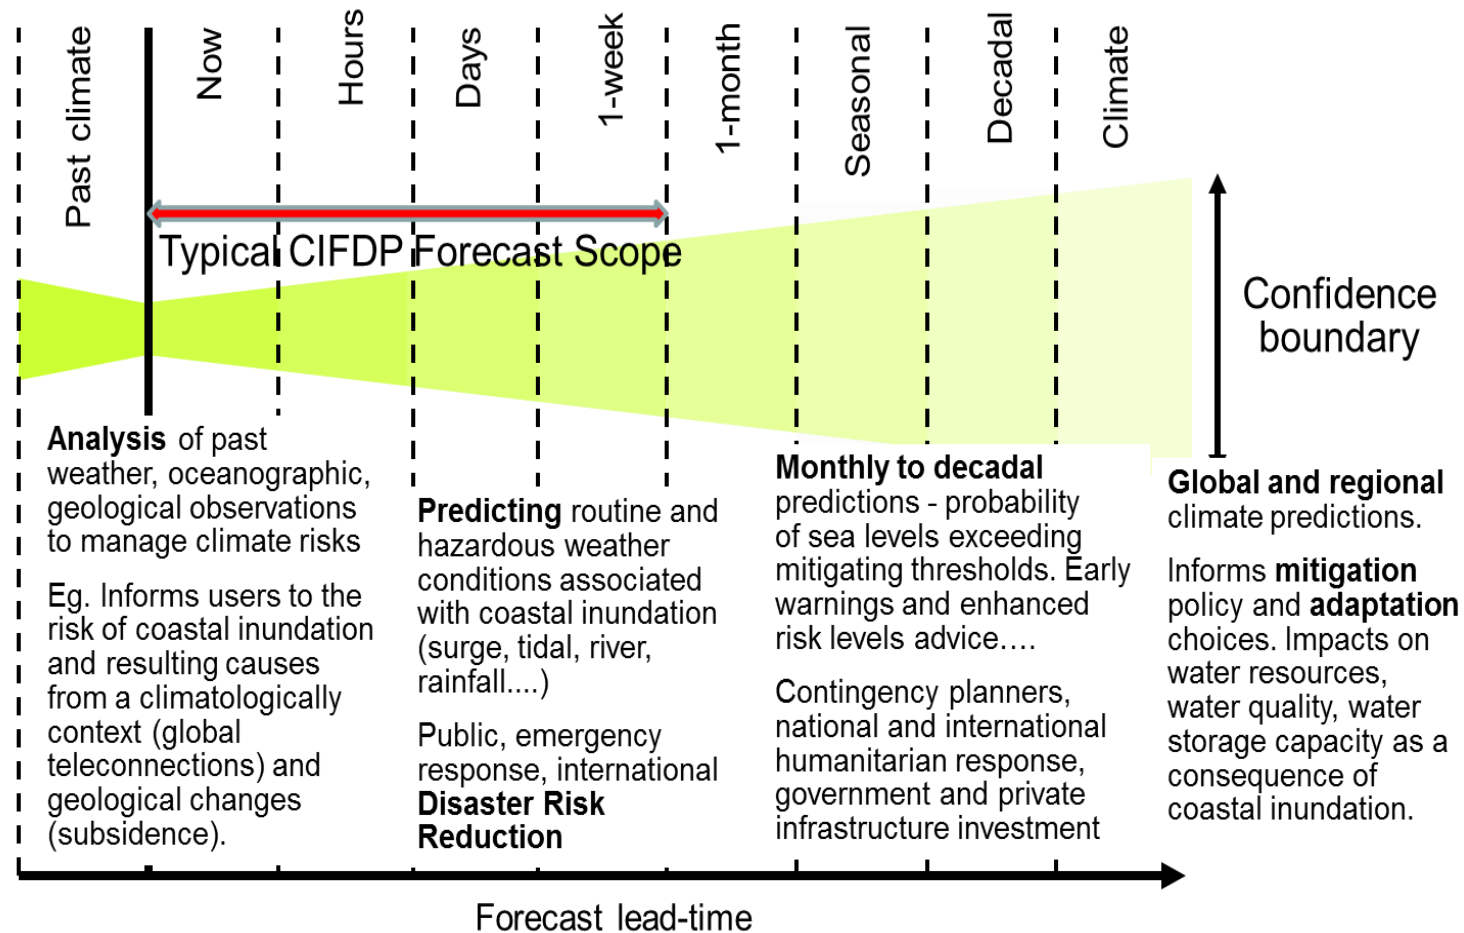 Past climate
Now
Hours
Days
1-week
1-month
Seasonal
Decadal
Climate
Typical CIFDP Forecast Scope
Confidence
boundary
Analysis of past
weather, oceanographic,
geological observations
to manage climate risks
Eg. Informs users to the
risk of coastal inundation
and resulting causes
from a climatologically
context (global
teleconnections) and
geological changes
(subsidence).
Predicting routine and
hazardous weather
conditions associated
with coastal inundation
(surge, tidal, river,
rainfall....)
Public, emergency
response, international
Disaster Risk
Reduction
Monthly to decadal
predictions - probability
of sea levels exceeding
mitigating thresholds. Early
warnings and enhanced
risk levels advice....
Contingency planners,
national and international
humanitarian response,
government and private
infrastructure investment
Global and regional
climate predictions.
Informs mitigation
policy and adaptation
choices. Impacts on
water resources,
water quality, water
storage capacity as a
consequence of
coastal inundation.
Forecast lead-time